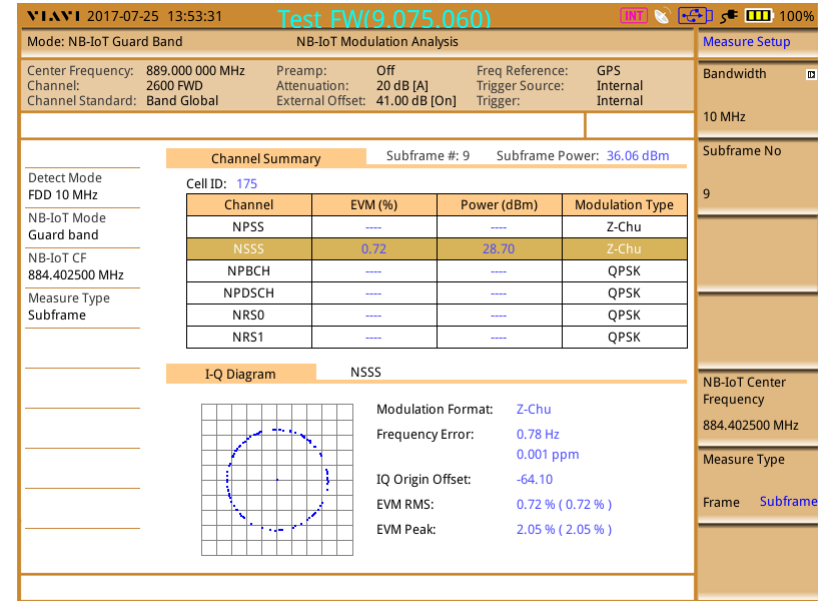 VIAVI 2017-07-25 13:53:31 Test FW(9.075.060) INT 100%
Mode: NB-IoT Guard Band NB-IoT Modulation Analysis Measure Setup
Center Frequency: 889.000 000 MHz Preamp: Off Freq Reference: GPS
Channel: 2600 FWD Attenuation: 20 dB [A] Trigger Source: Internal
Channel Standard: Band Global External Offset: 41.00 dB [On] Trigger: Internal
Bandwidth
10 MHz
Channel Summary Subframe #: 9 Subframe Power: 36.06 dBm
Subframe No
9
Detect Mode
FDD 10 MHz
NB-IoT Mode
Guard band
NB-IoT CF
884.402500 MHz
Measure Type
Subframe
Cell ID: 175
Channel EVM (%) Power (dBm) Modulation Type
NPSS ---- ---- Z-Chu
NSSS 0.72 28.70 Z-Chu
NPBCH ---- ---- QPSK
NPDSCH ---- ---- QPSK
NRS0 ---- ---- QPSK
NRS1 ---- ---- QPSK
I-Q Diagram NSSS
Modulation Format: Z-Chu
Frequency Error: 0.78 Hz
0.001 ppm
IQ Origin Offset: -64.10
EVM RMS: 0.72 % ( 0.72 % )
EVM Peak: 2.05 % ( 2.05 % )
NB-IoT Center
Frequency
884.402500 MHz
Measure Type
Frame Subframe